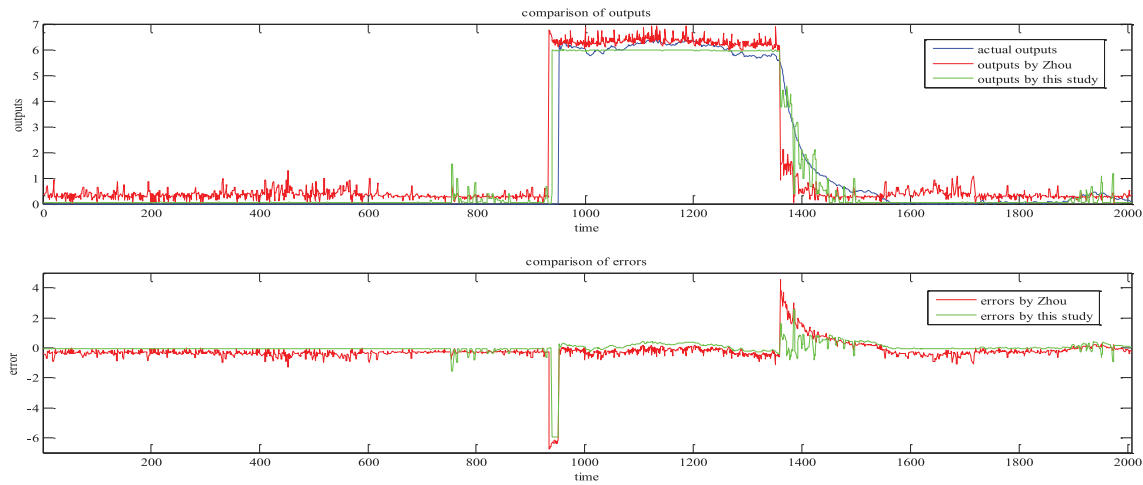 comparison of outputs
7
6
5
4
3
2
1
0
outputs
actual outputs
outputs by Zhou
outputs by this study
0 200 400 600 800 1000 1200 1400 1600 1800 2000
time
comparison of errors
4
2
0
-2
-4
-6
error
errors by Zhou
errors by this study
200 400 600 800 1000 1200 1400 1600 1800 2000
time